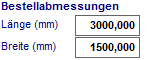 Bestellabmessungen
Länge (mm) 3000,000
Breite (mm) 1500,000